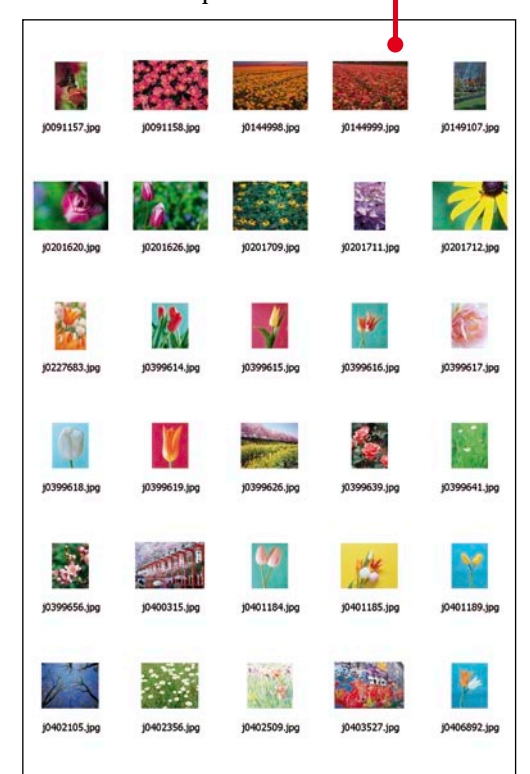 j0091157.jpg j0091158.jpg j0144998.jpg j0144999.jpg j0149107.jpg
j0201620.jpg j0201626.jpg j0201709.jpg j0201711.jpg j0201712.jpg
j0227683.jpg j0399614.jpg j0399615.jpg j0399616.jpg j0399617.jpg
j0399618.jpg j0399619.jpg j0399626.jpg j0399639.jpg j0399641.jpg
j0399656.jpg j0400315.jpg j0401184.jpg j0401185.jpg j0401189.jpg
j0402105.jpg j0402356.jpg j0402509.jpg j0403527.jpg j0406892.jpg